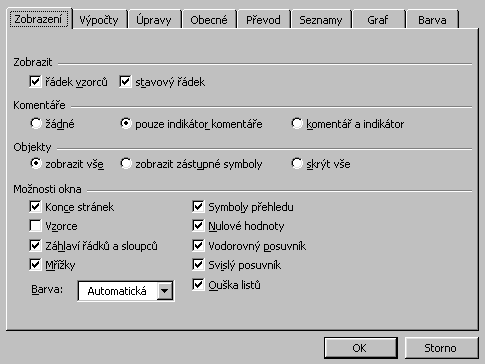 Zobrazení Výpočty Úpravy Obecné Převod Seznamy Graf Barva
Zobrazit
řádek vzorců stavový řádek
Komentáře
žádné pouze indikátor komentáře komentář a indikátor
Objekty
zobrazit vše zobrazit zástupné symboly skrýt vše
Možnosti okna
Konce stránek Symboly přehledu
Vzorce Nulové hodnoty
Záhlaví řádků a sloupců Vodorovný posuvník
Mřížky Svislý posuvník
Barva: Automatická Ouška listů
OK Storno